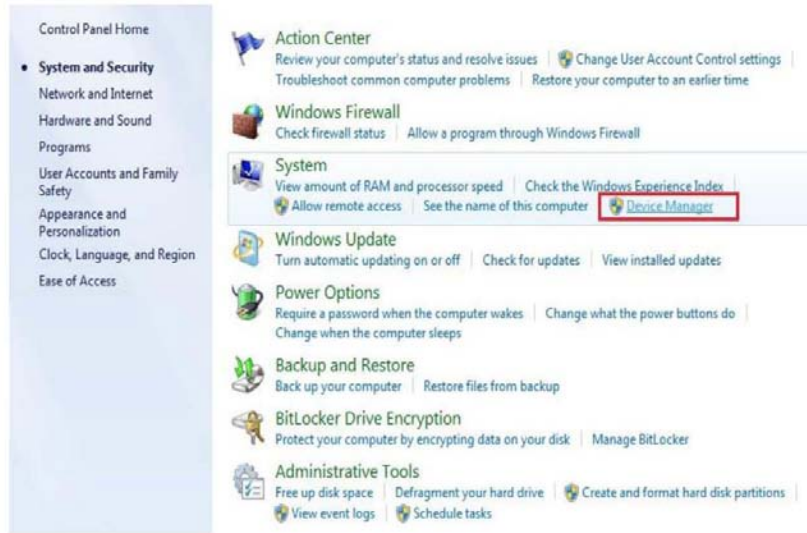 Control Panel Home
System and Security
Network and Internet
Hardware and Sound
Programs
User Accounts and Family
Safety
Appearance and
Personalization
Clock, Language, and Region
Ease of Access
Action Center
Review your computer's status and resolve issues Change User Account Control settings
Troubleshoot common computer problems Restore your computer to an earlier time
Windows Firewall
Check firewall status Allow a program through Windows Firewall
System
View amount of RAM and processor speed Check the Windows Experience Index
Allow remote access See the name of this computer Device Manager
Windows Update
Turn automatic updating on or off Check for updates View installed updates
Power Options
Require a password when the computer wakes Change what the power buttons do
Change when the computer sleeps
Backup and Restore
Back up your computer Restore files from backup
BitLocker Drive Encryption
Protect your computer by encrypting data on your disk Manage BitLocker
Administrative Tools
Free up disk space Defragment your hard drive Create and format hard disk partitions
View event logs Schedule tasks